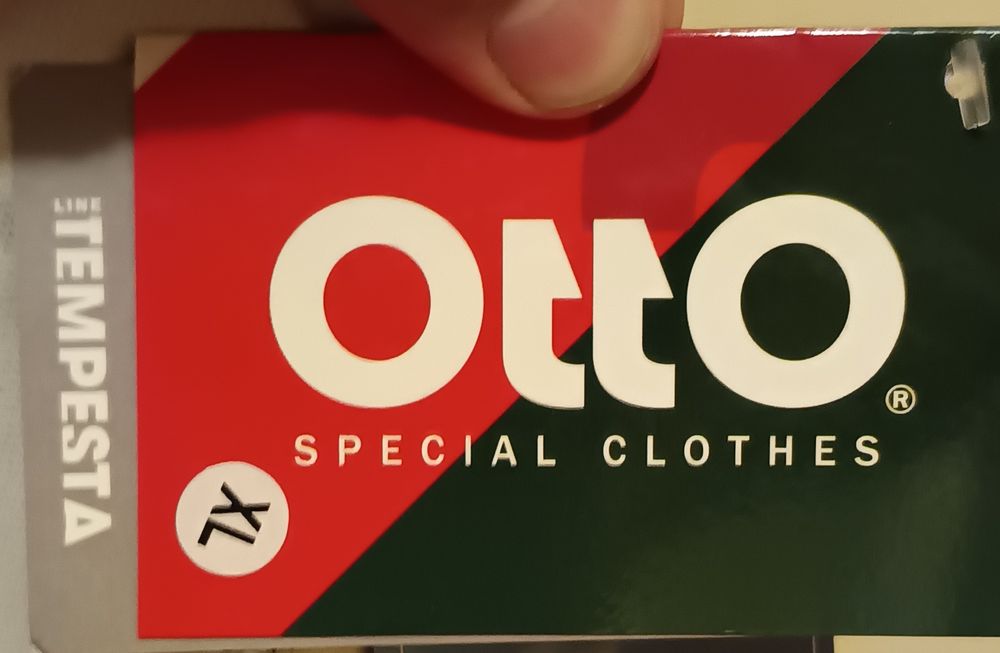 OttO®
SPECIAL CLOTHES
XL
TEMPESTA